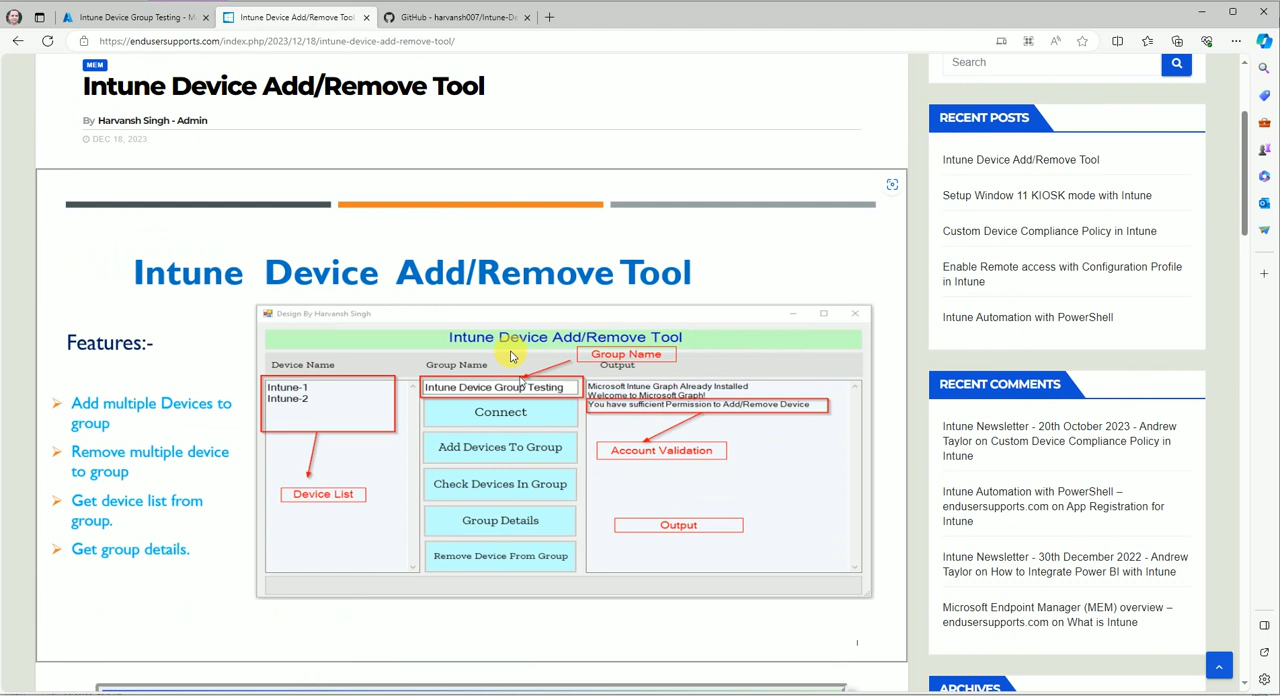 Intune Device Group Testing - M
Intune Device Add/Remove Tool
GitHub - harvansh007/Intune-De
https://endusersupports.com/index.php/2023/12/18/intune-device-add-remove-tool/
MEM
Intune Device Add/Remove Tool
By Harvansh Singh - Admin
DEC 18, 2023
Intune Device Add/Remove Tool
Features:-
Add multiple Devices to
group
Remove multiple device
to group
Get device list from
group.
Get group details.
Design By Harvansh Singh
Intune Device Add/Remove Tool
Device Name
Group Name
Group Name
Output
Intune-1
Intune-2
Device List
Intune Device Group Testing
Connect
Add Devices To Group
Check Devices In Group
Group Details
Remove Device From Group
Microsoft Intune Graph Already Installed
Welcome to Microsoft Graph!
You have sufficient Permission to Add/Remove Device
Account Validation
Output
1
Search
RECENT POSTS
Intune Device Add/Remove Tool
Setup Window 11 KIOSK mode with Intune
Custom Device Compliance Policy in Intune
Enable Remote access with Configuration Profile
in Intune
Intune Automation with PowerShell
RECENT COMMENTS
Intune Newsletter - 20th October 2023 - Andrew
Taylor on Custom Device Compliance Policy in
Intune
Intune Automation with PowerShell –
endusersupports.com on App Registration for
Intune
Intune Newsletter - 30th December 2022 - Andrew
Taylor on How to Integrate Power BI with Intune
Microsoft Endpoint Manager (MEM) overview –
endusersupports.com on What is Intune
ARCHIVES